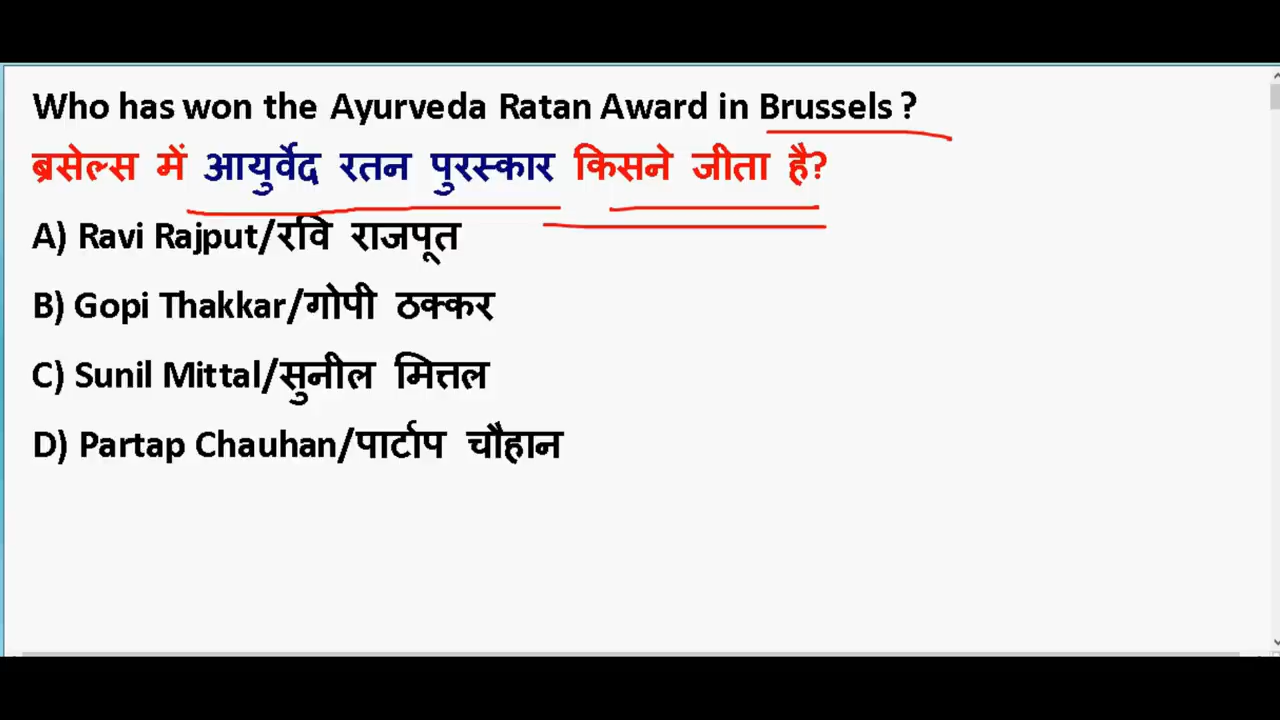 Who has won the Ayurveda Ratan Award in Brussels ?
ब्रसेल्स में आयुर्वेद रतन पुरस्कार किसने जीता है?
A) Ravi Rajput/रवि राजपूत
B) Gopi Thakkar/गोपी ठक्कर
C) Sunil Mittal/सुनील मित्तल
D) Partap Chauhan/पार्टाप चौहान